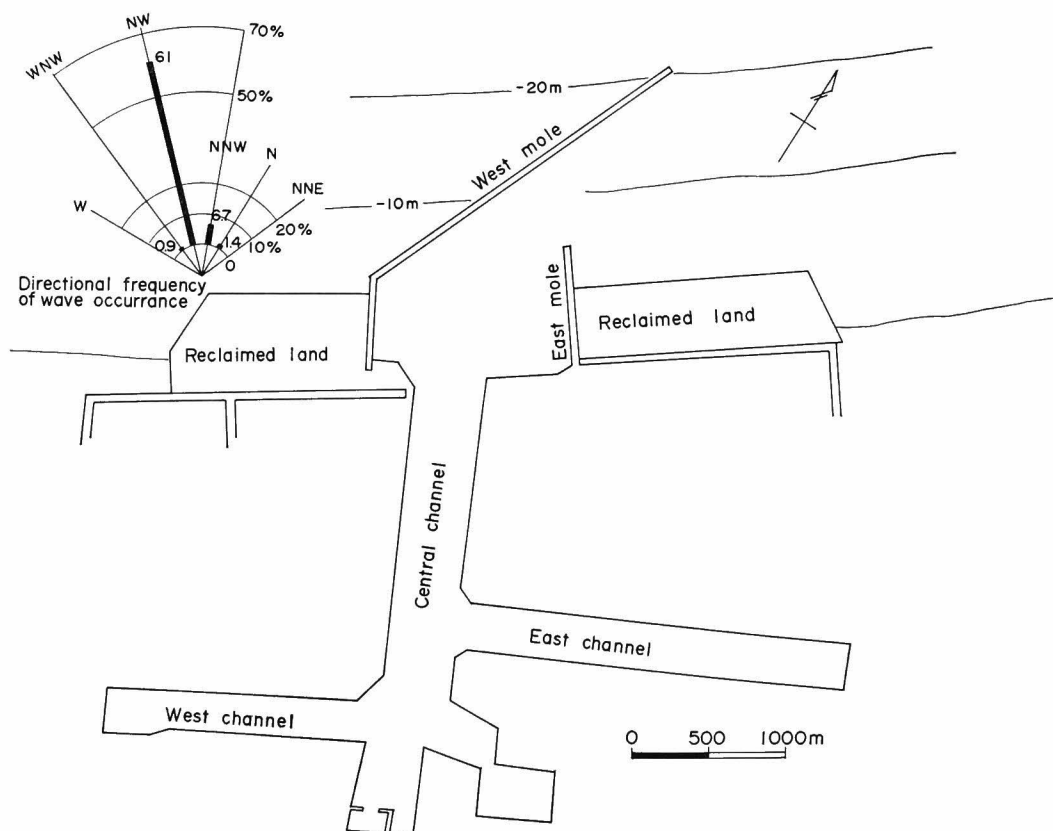 NW
WNW
61
70%
50%
NNW
N
NNE
W
6.7
0.9
1.4
20%
10%
0
Directional frequency
of wave occurrance
-20m
West mole
-10m
East mole
Reclaimed land
Reclaimed land
Central channel
East channel
West channel
0 500 1000m